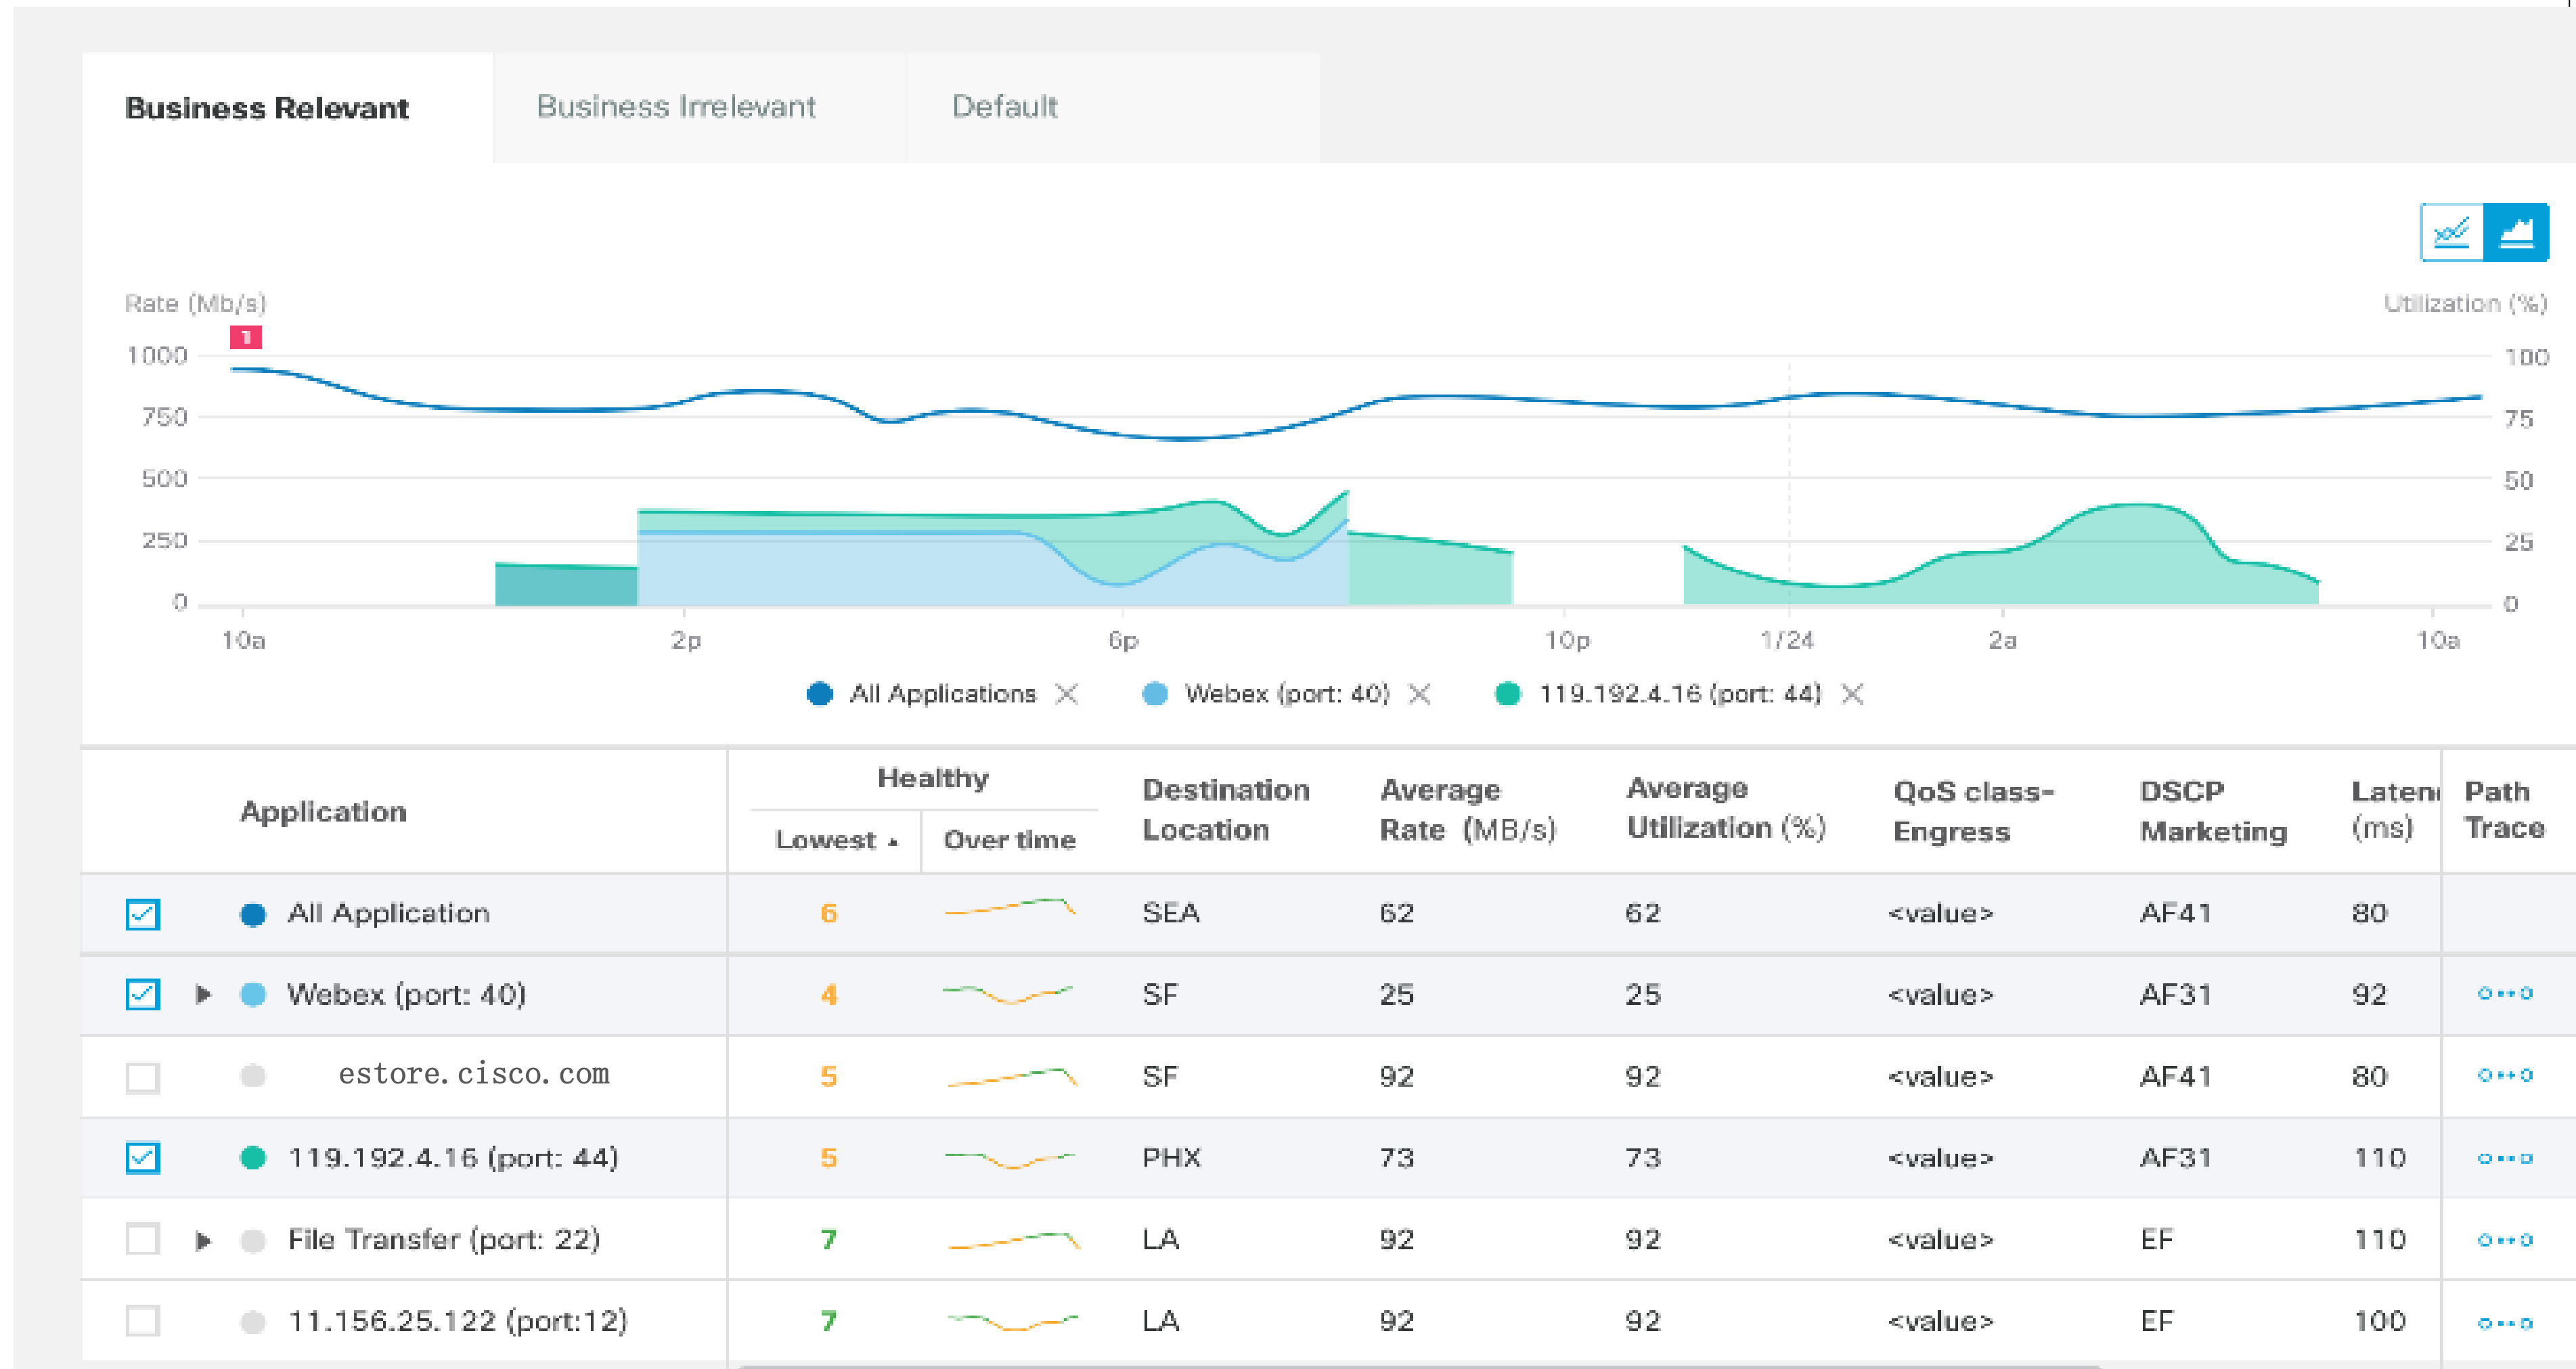 Business Relevant Business Irrelevant Default
Rate (Mb/s) Utilization (%)
1
1000 100
750 75
500 50
250 25
0 0
10a 2p 6p 10p 1/24 2a 10a
All Applications Webex (port: 40) 119.192.4.16 (port: 44)
Application Healthy Lowest Over time Destination Location Average Rate (MB/s) Average Utilization (%) QoS class-Engress DSCP Marketing Laten (ms) Path Trace
All Application 6 SEA 62 62 <value> AF41 80
Webex (port: 40) 4 SF 25 25 <value> AF31 92
estore.cisco.com 5 SF 92 92 <value> AF41 80
119.192.4.16 (port: 44) 5 PHX 73 73 <value> AF31 110
File Transfer (port: 22) 7 LA 92 92 <value> EF 110
11.156.25.122 (port:12) 7 LA 92 92 <value> EF 100